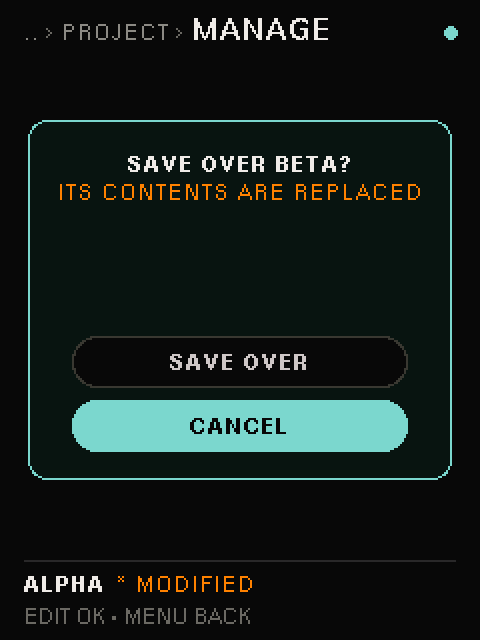 .. > PROJECT > MANAGE
SAVE OVER BETA?
ITS CONTENTS ARE REPLACED
SAVE OVER
CANCEL
ALPHA * MODIFIED
EDIT OK • MENU BACK